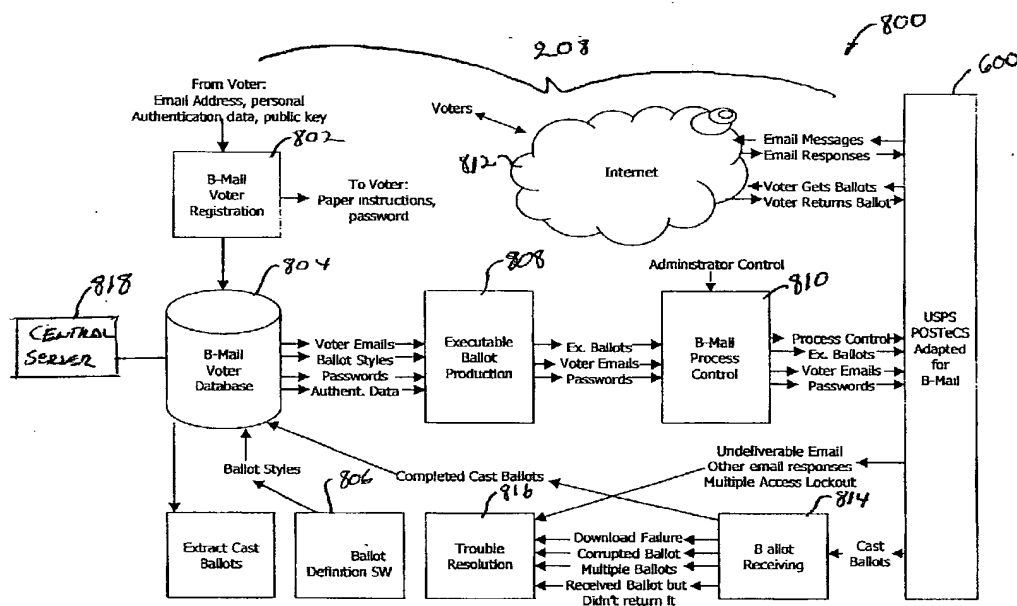 208
800
600
From Voter:
Email Address, personal
Authentication data, public key
802
B-Mail
Voter
Registration
To Voter:
Paper instructions,
password
Voters
812
Internet
Email Messages
Email Responses
Voter Gets Ballots
Voter Returns Ballot
818
CENTRAL
SERVER
804
B-Mail
Voter
Database
Voter Emails
Ballot Styles
Passwords
Authent. Data
808
Executable
Ballot
Production
Ex. Ballots
Voter Emails
Passwords
Administrator Control
810
B-Mail
Process
Control
Process Control
Ex. Ballots
Voter Emails
Passwords
USPS
POSTeCS
Adapted
for
B-Mail
Ballot Styles
806
Completed Cast Ballots
816
Undeliverable Email
Other email responses
Multiple Access Lockout
814
Extract Cast
Ballots
Ballot
Definition SW
Trouble
Resolution
Download Failure
Corrupted Ballot
Multiple Ballots
Received Ballot but
Didn't return it
B allot
Receiving
Cast
Ballots